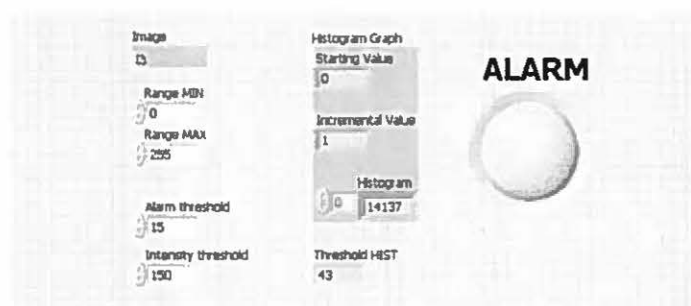 Image
Histogram Graph
Starting Value
0
ALARM
Range MIN
0
Incremental Value
1
Range MAX
255
Histogram
0
14137
Alarm threshold
15
Intensity threshold
150
Threshold HIST
43